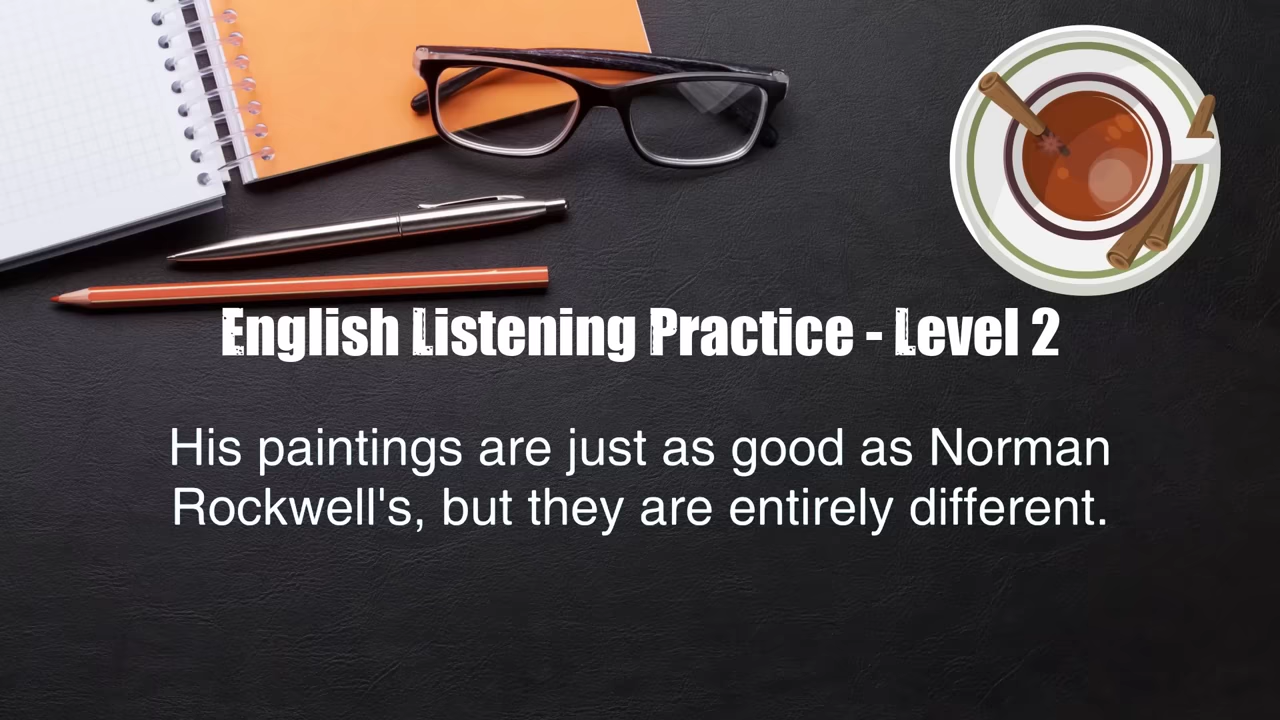 English Listening Practice - Level 2
His paintings are just as good as Norman
Rockwell's, but they are entirely different.